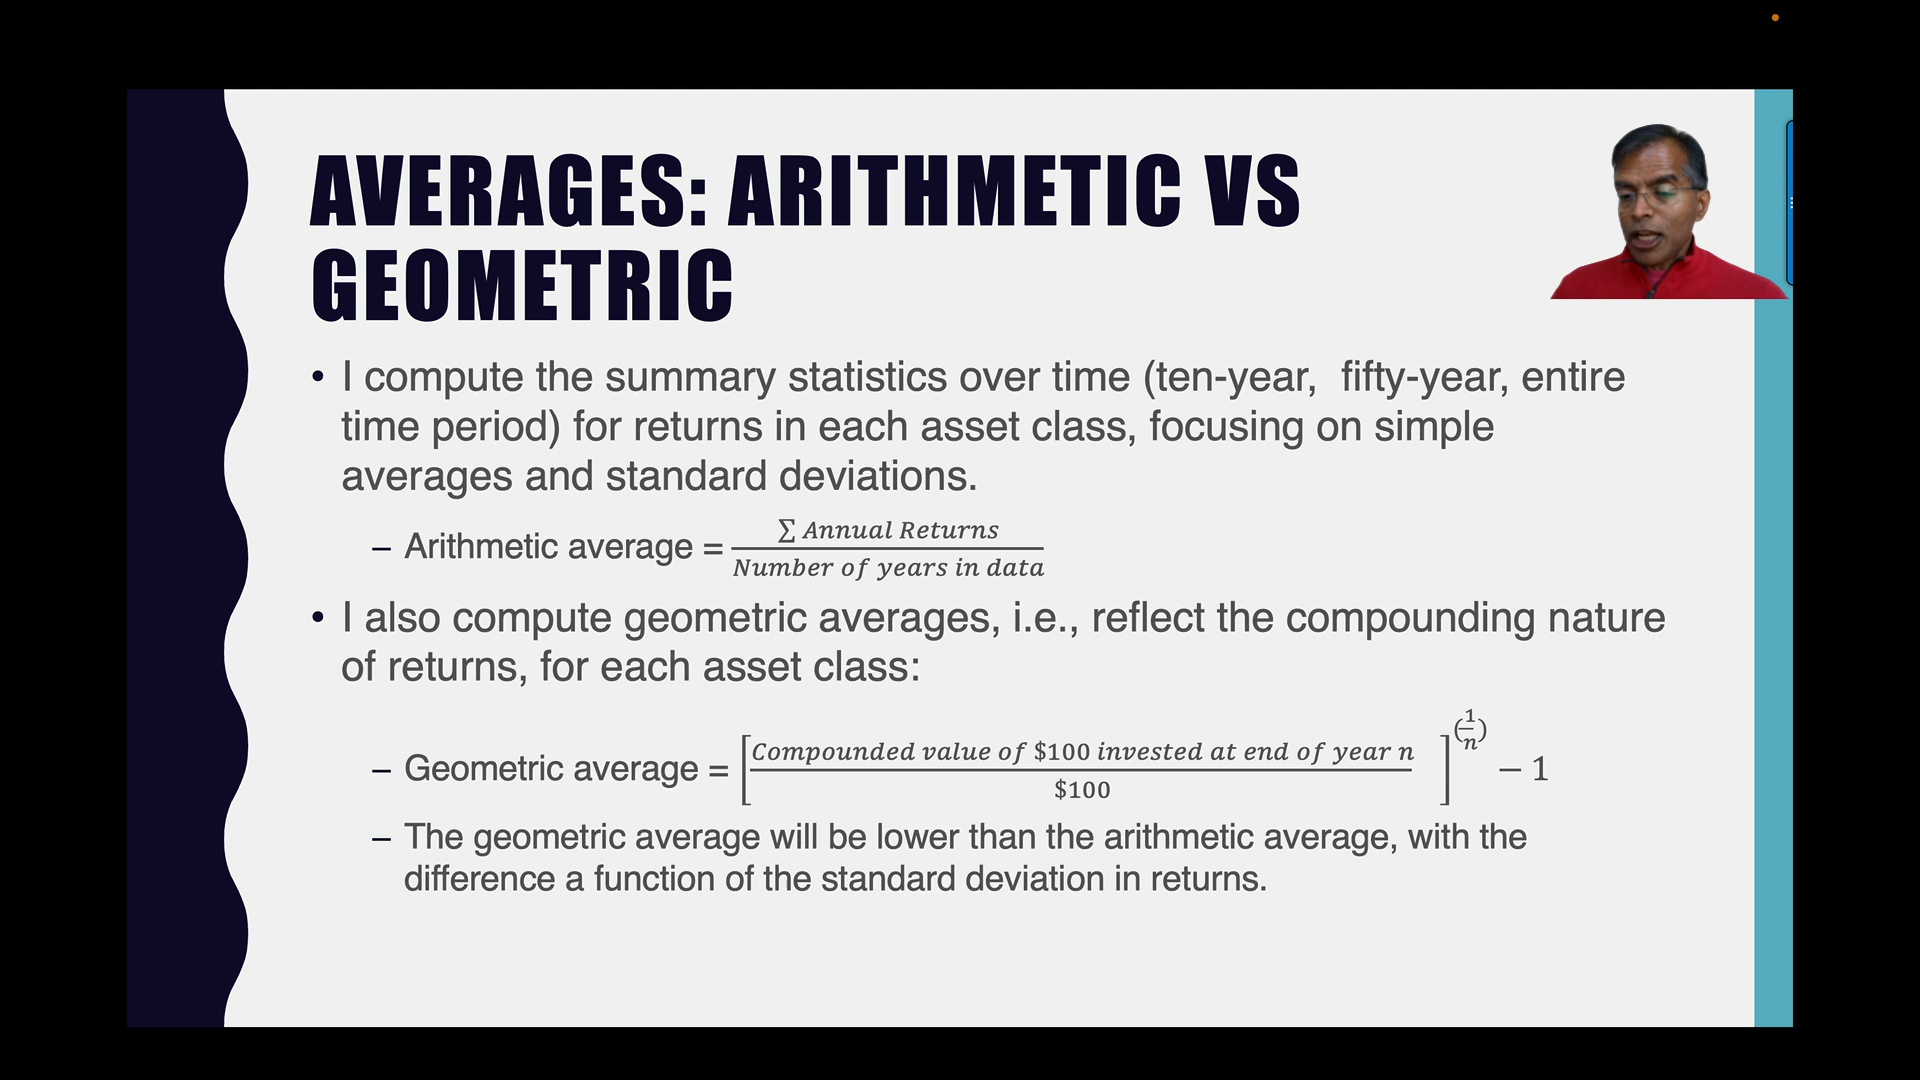 AVERAGES: ARITHMETIC VS
GEOMETRIC
• I compute the summary statistics over time (ten-year, fifty-year, entire
time period) for returns in each asset class, focusing on simple
averages and standard deviations.
– Arithmetic average = ∑ Annual Returns / Number of years in data
• I also compute geometric averages, i.e., reflect the compounding nature
of returns, for each asset class:
– Geometric average = [Compounded value of $100 invested at end of year n / $100]^(1/n) – 1
– The geometric average will be lower than the arithmetic average, with the
difference a function of the standard deviation in returns.